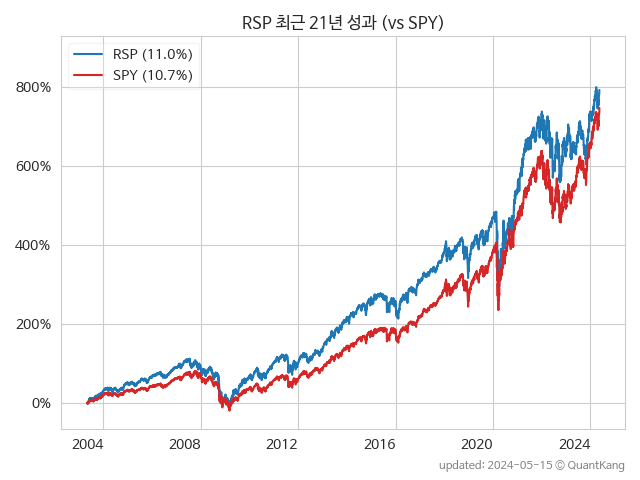 RSP 최근 21년 성과 (vs SPY)
RSP (11.0%)
SPY (10.7%)
800%
600%
400%
200%
0%
2004 2008 2012 2016 2020 2024
updated: 2024-05-15 © QuantKang